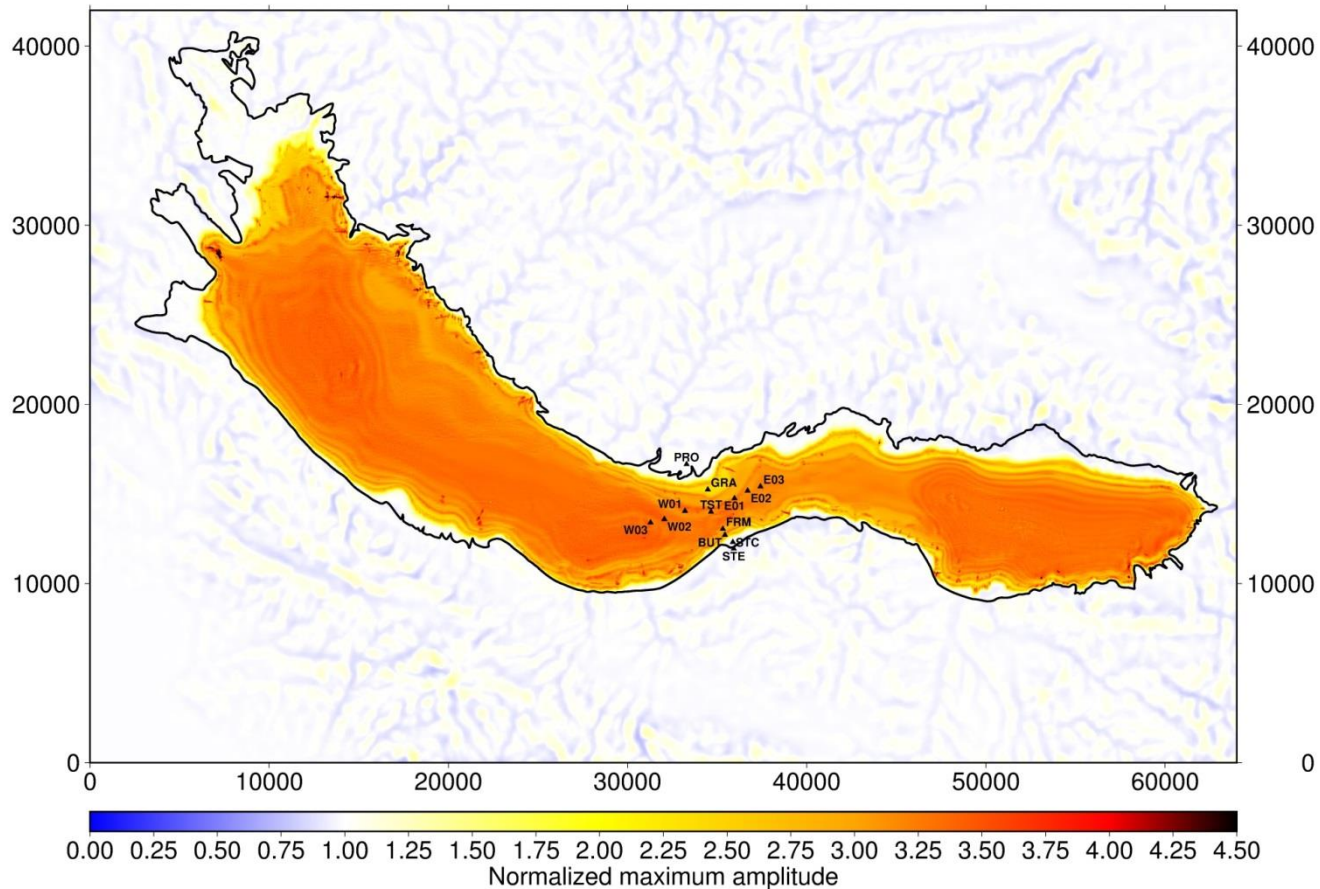 40000 40000
30000 30000
20000 20000
PRO
GRA E03
W01 TST E01 E02
W03 W02 FRM
BUT STC
STE
10000 10000
0 0
0 10000 20000 30000 40000 50000 60000
0.00 0.25 0.50 0.75 1.00 1.25 1.50 1.75 2.00 2.25 2.50 2.75 3.00 3.25 3.50 3.75 4.00 4.25 4.50
Normalized maximum amplitude